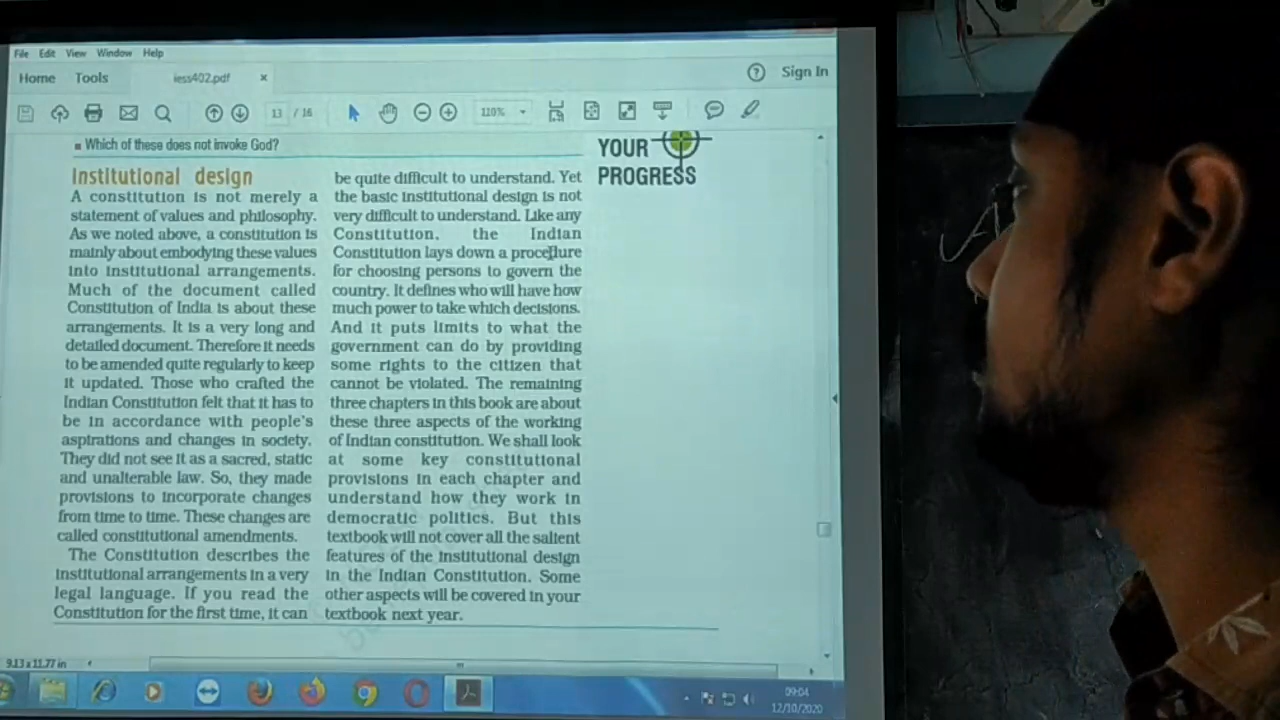 File Edit View Window Help
Home Tools iess402.pdf ×
? Sign In
13 / 16
110%
■ Which of these does not invoke God?
YOUR
PROGRESS
Institutional design
A constitution is not merely a
statement of values and philosophy.
As we noted above, a constitution is
mainly about embodying these values
into institutional arrangements.
Much of the document called
Constitution of India is about these
arrangements. It is a very long and
detailed document. Therefore it needs
to be amended quite regularly to keep
it updated. Those who crafted the
Indian Constitution felt that it has to
be in accordance with people's
aspirations and changes in society.
They did not see it as a sacred, static
and unalterable law. So, they made
provisions to incorporate changes
from time to time. These changes are
called constitutional amendments.
The Constitution describes the
institutional arrangements in a very
legal language. If you read the
Constitution for the first time, it can
be quite difficult to understand. Yet
the basic institutional design is not
very difficult to understand. Like any
Constitution, the Indian
Constitution lays down a procedure
for choosing persons to govern the
country. It defines who will have how
much power to take which decisions.
And it puts limits to what the
government can do by providing
some rights to the citizen that
cannot be violated. The remaining
three chapters in this book are about
these three aspects of the working
of Indian constitution. We shall look
at some key constitutional
provisions in each chapter and
understand how they work in
democratic politics. But this
textbook will not cover all the salient
features of the institutional design
in the Indian Constitution. Some
other aspects will be covered in your
textbook next year.
9.13 x 11.77 in
09:04
12/10/2020